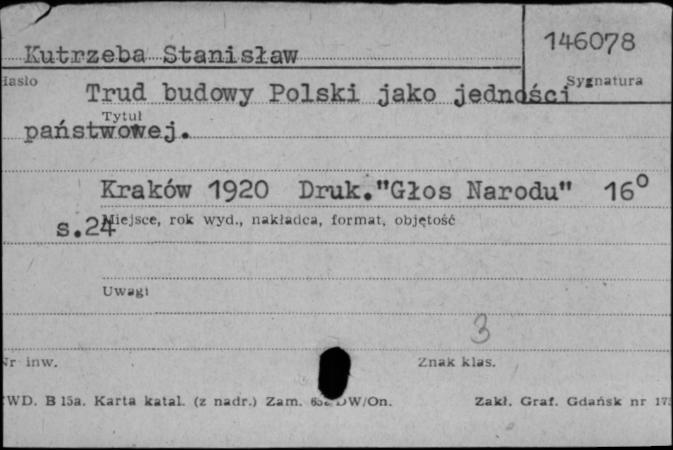 146078
Kutrzeba Stanisław
Hasło
Sygnatura
Trud budowy Polski jako jedności
Tytuł
państwowej.
Kraków 1920 Druk."Głos Narodu" 16°
Miejsce, rok wyd., nakładca, format, objętość
s.24
Uwagi
3
Nr inw.
Znak klas.
WD. B 15a. Karta katal. (z nadr.) Zam. DW/On.
Zakł. Graf. Gdańsk nr